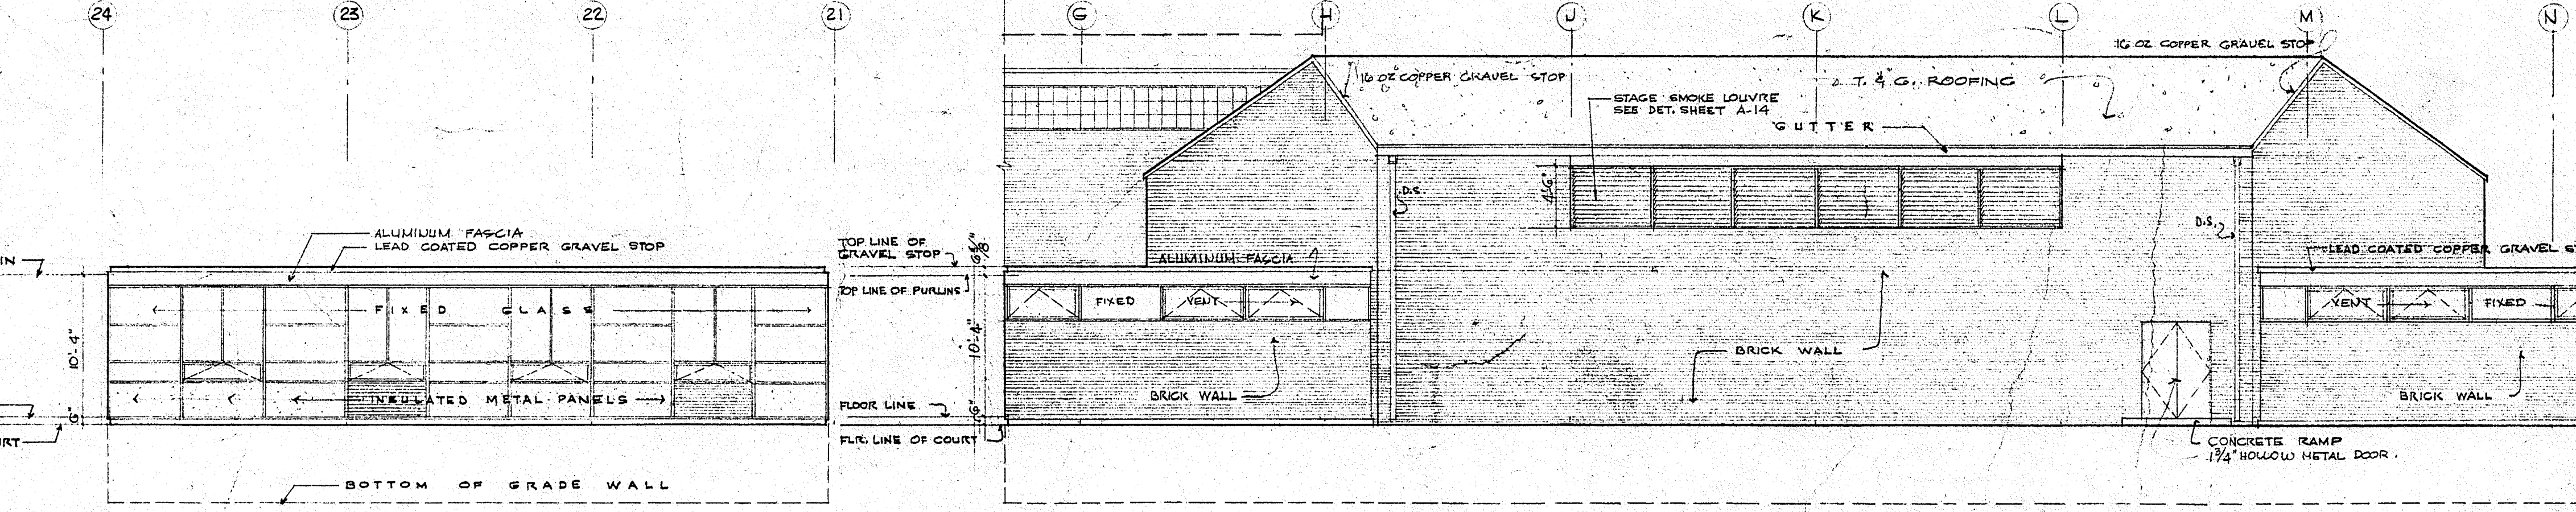 24
23
22
21
G
H
J
K
L
M
N
16 OZ COPPER GRAVEL STOP
16 OZ COPPER GRAVEL STOP
T. & G. ROOFING
STAGE SMOKE LOUVRE
SEE DET. SHEET A-14
GUTTER
4'-6"
D.S.
D.S.
ALUMINUM FASCIA
LEAD COATED COPPER GRAVEL STOP
TOP LINE OF
GRAVEL STOP
TOP LINE OF PURLINS
ALUMINUM FASCIA
LEAD COATED COPPER GRAVEL
IN
FIXED GLASS
FIXED
VENT
VENT
FIXED
10'-4"
10'-4"
BRICK WALL
INSULATED METAL PANELS
BRICK WALL
BRICK WALL
FLOOR LINE
6"
6"
FLR. LINE OF COURT
CONCRETE RAMP
1 3/4" HOLLOW METAL DOOR.
BOTTOM OF GRADE WALL